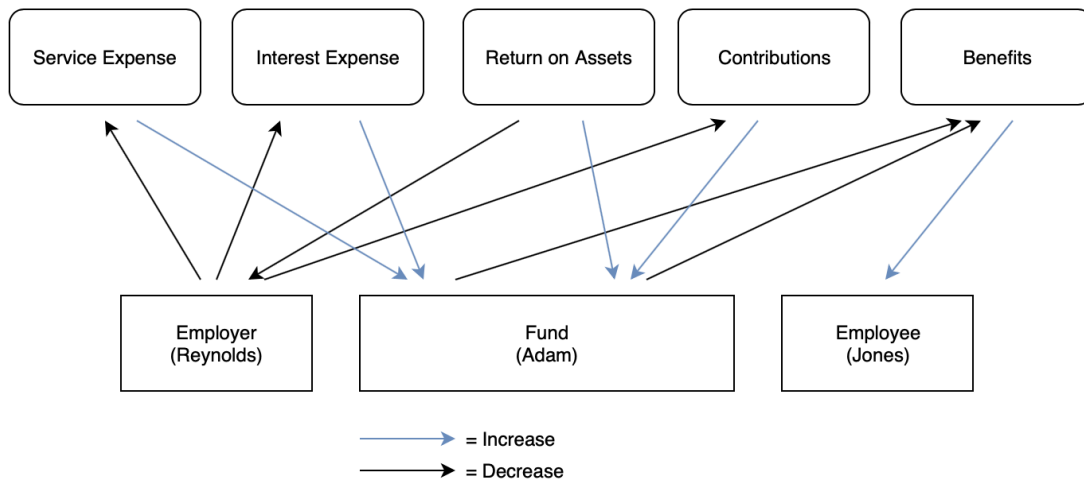 Service Expense
Interest Expense
Return on Assets
Contributions
Benefits
Employer
(Reynolds)
Fund
(Adam)
Employee
(Jones)
= Increase
= Decrease